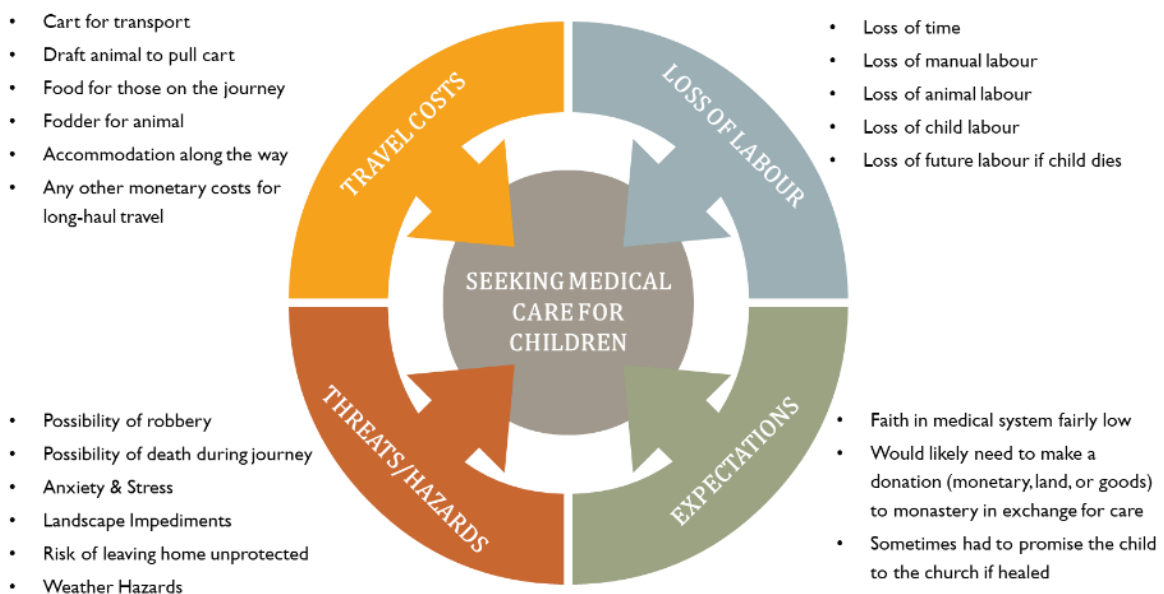 • Cart for transport
• Draft animal to pull cart
• Food for those on the journey
• Fodder for animal
• Accommodation along the way
• Any other monetary costs for
long-haul travel
TRAVEL COSTS
LOSS OF LABOUR
• Loss of time
• Loss of manual labour
• Loss of animal labour
• Loss of child labour
• Loss of future labour if child dies
SEEKING MEDICAL
CARE FOR
CHILDREN
• Possibility of robbery
• Possibility of death during journey
• Anxiety & Stress
• Landscape Impediments
• Risk of leaving home unprotected
• Weather Hazards
THREATS/HAZARDS
EXPECTATIONS
• Faith in medical system fairly low
• Would likely need to make a
donation (monetary, land, or goods)
to monastery in exchange for care
• Sometimes had to promise the child
to the church if healed